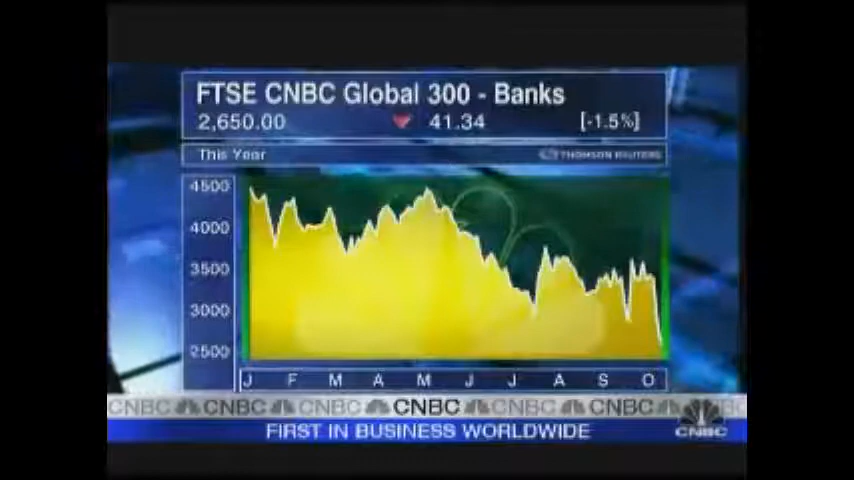 FTSE CNBC Global 300 - Banks
2,650.00 41.34 [-1.5%]
This Year THOMSON REUTERS
4500
4000
3500
3000
2500
J F M A M J J A S O
CNBC CNBC CNBC CNBC CNBC CNBC
FIRST IN BUSINESS WORLDWIDE
CNBC